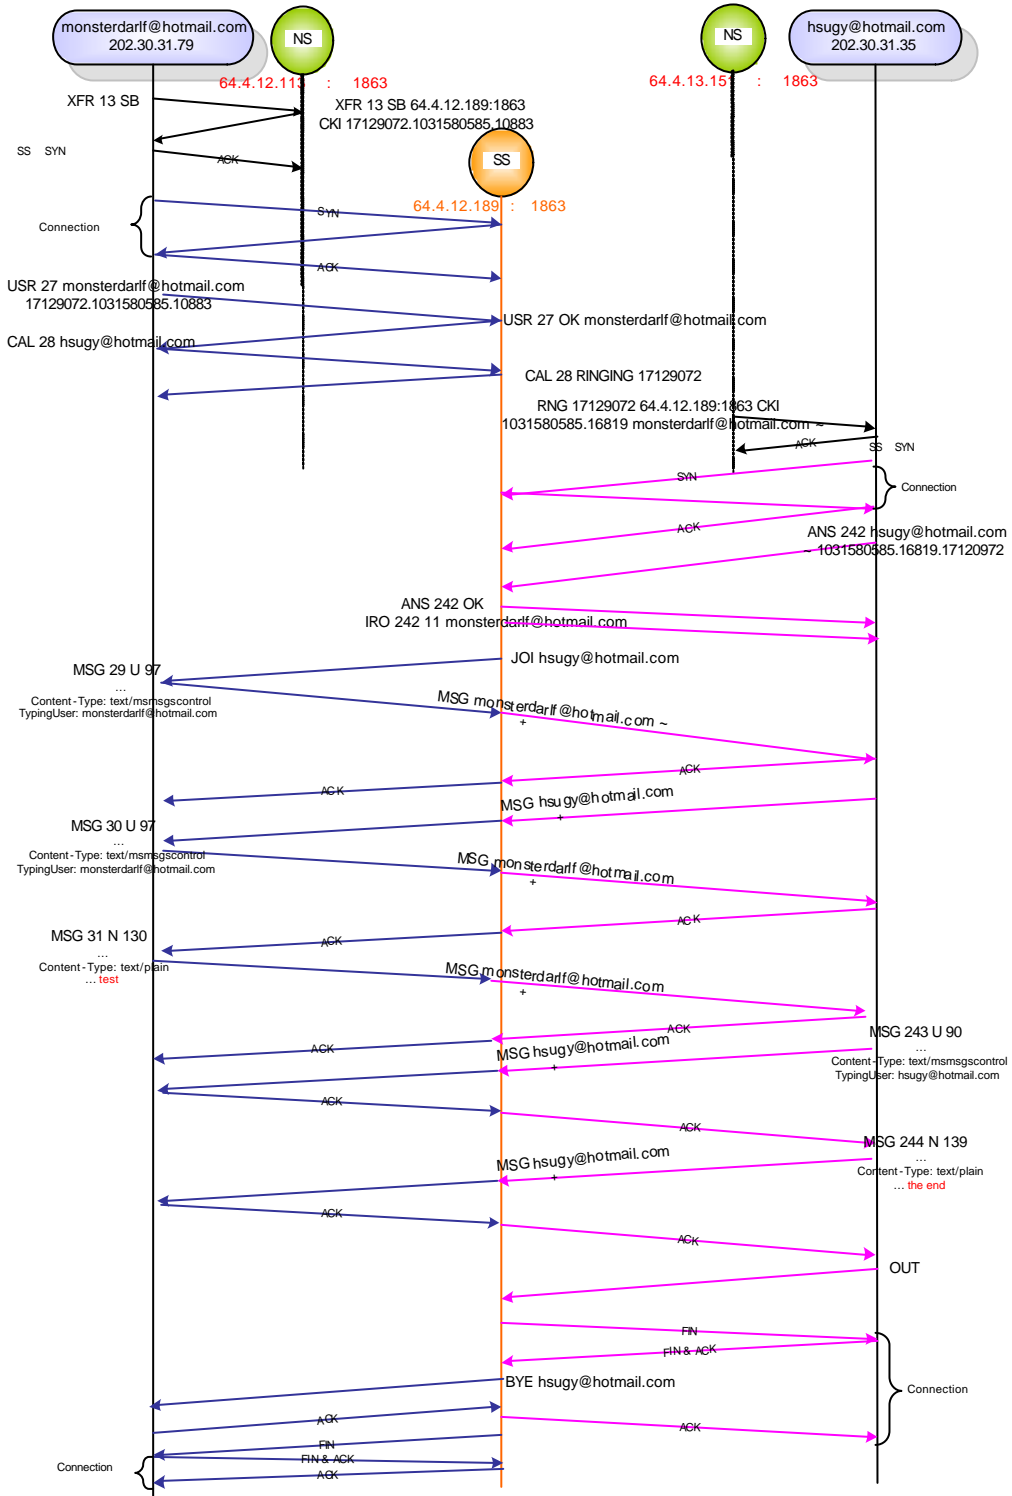 monsterdarlf@hotmail.com
202.30.31.79
NS
NS
hsugy@hotmail.com
202.30.31.35
64.4.12.113 : 1863
64.4.13.151 : 1863
XFR 13 SB
XFR 13 SB 64.4.12.189:1863
CKI 17129072.1031580585.10883
SS SYN
ACK
SS
64.4.12.189 : 1863
SYN
Connection
ACK
USR 27 monsterdarlf@hotmail.com
17129072.1031580585.10883
USR 27 OK monsterdarlf@hotmail.com
CAL 28 hsugy@hotmail.com
CAL 28 RINGING 17129072
RNG 17129072 64.4.12.189:1863 CKI
1031580585.16819 monsterdarlf@hotmail.com ~
ACK
SS SYN
SYN
Connection
ACK
ANS 242 hsugy@hotmail.com
~ 1031580585.16819.17120972
ANS 242 OK
IRO 242 11 monsterdarlf@hotmail.com
JOI hsugy@hotmail.com
MSG 29 U 97
...
Content-Type: text/msmsgscontrol
TypingUser: monsterdarlf@hotmail.com
MSG monsterdarlf@hotmail.com ~
+
ACK
ACK
MSG hsugy@hotmail.com
+
MSG 30 U 97
...
Content-Type: text/msmsgscontrol
TypingUser: monsterdarlf@hotmail.com
MSG monsterdarlf@hotmail.com
+
ACK
ACK
MSG 31 N 130
...
Content-Type: text/plain
... test
MSG monsterdarlf@hotmail.com
+
ACK
ACK
MSG hsugy@hotmail.com
+
MSG 243 U 90
...
Content-Type: text/msmsgscontrol
TypingUser: hsugy@hotmail.com
ACK
ACK
MSG 244 N 139
...
Content-Type: text/plain
... the end
MSG hsugy@hotmail.com
+
ACK
ACK
OUT
FIN
FIN & ACK
BYE hsugy@hotmail.com
Connection
ACK
ACK
FIN
FIN & ACK
Connection
ACK